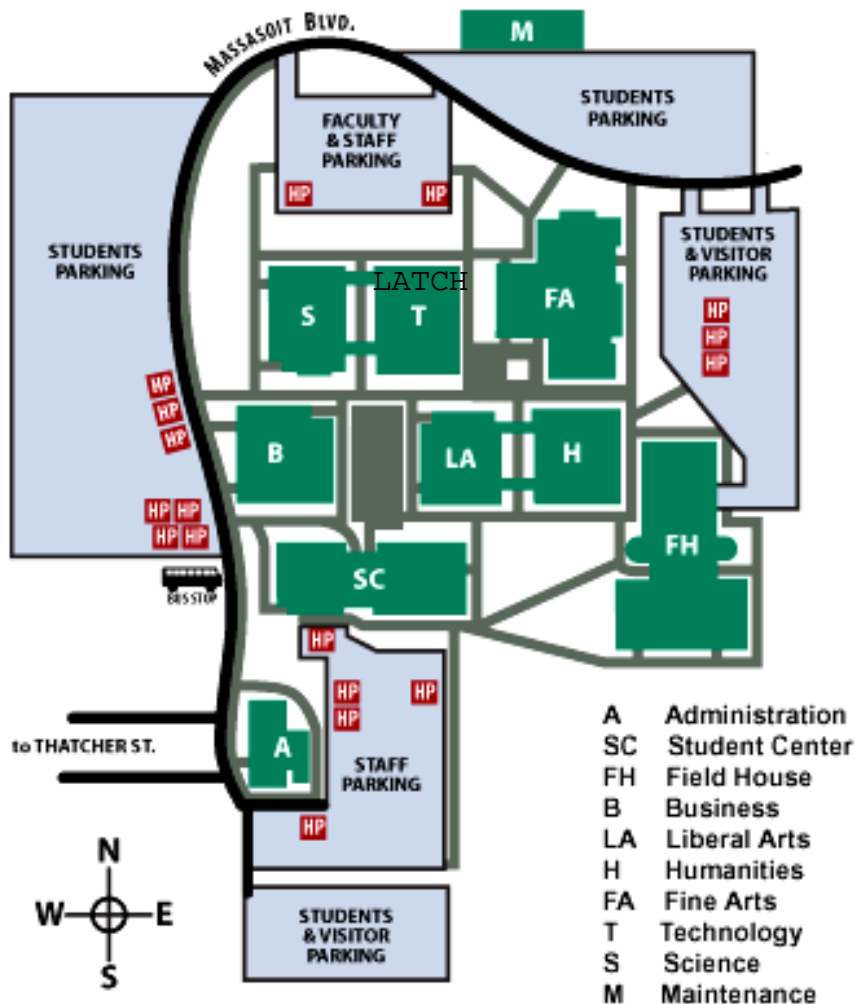 MASSASOIT BLVD.
M
STUDENTS
PARKING
FACULTY
& STAFF
PARKING
HP
HP
STUDENTS
PARKING
STUDENTS
& VISITOR
PARKING
LATCH
S
T
FA
HP
HP
HP
HP
HP
HP
B
LA
H
HP HP
HP HP
FH
SC
BUS STOP
HP
HP
HP
HP
A
to THATCHER ST.
STAFF
PARKING
HP
N
W E
S
STUDENTS
& VISITOR
PARKING
A Administration
SC Student Center
FH Field House
B Business
LA Liberal Arts
H Humanities
FA Fine Arts
T Technology
S Science
M Maintenance